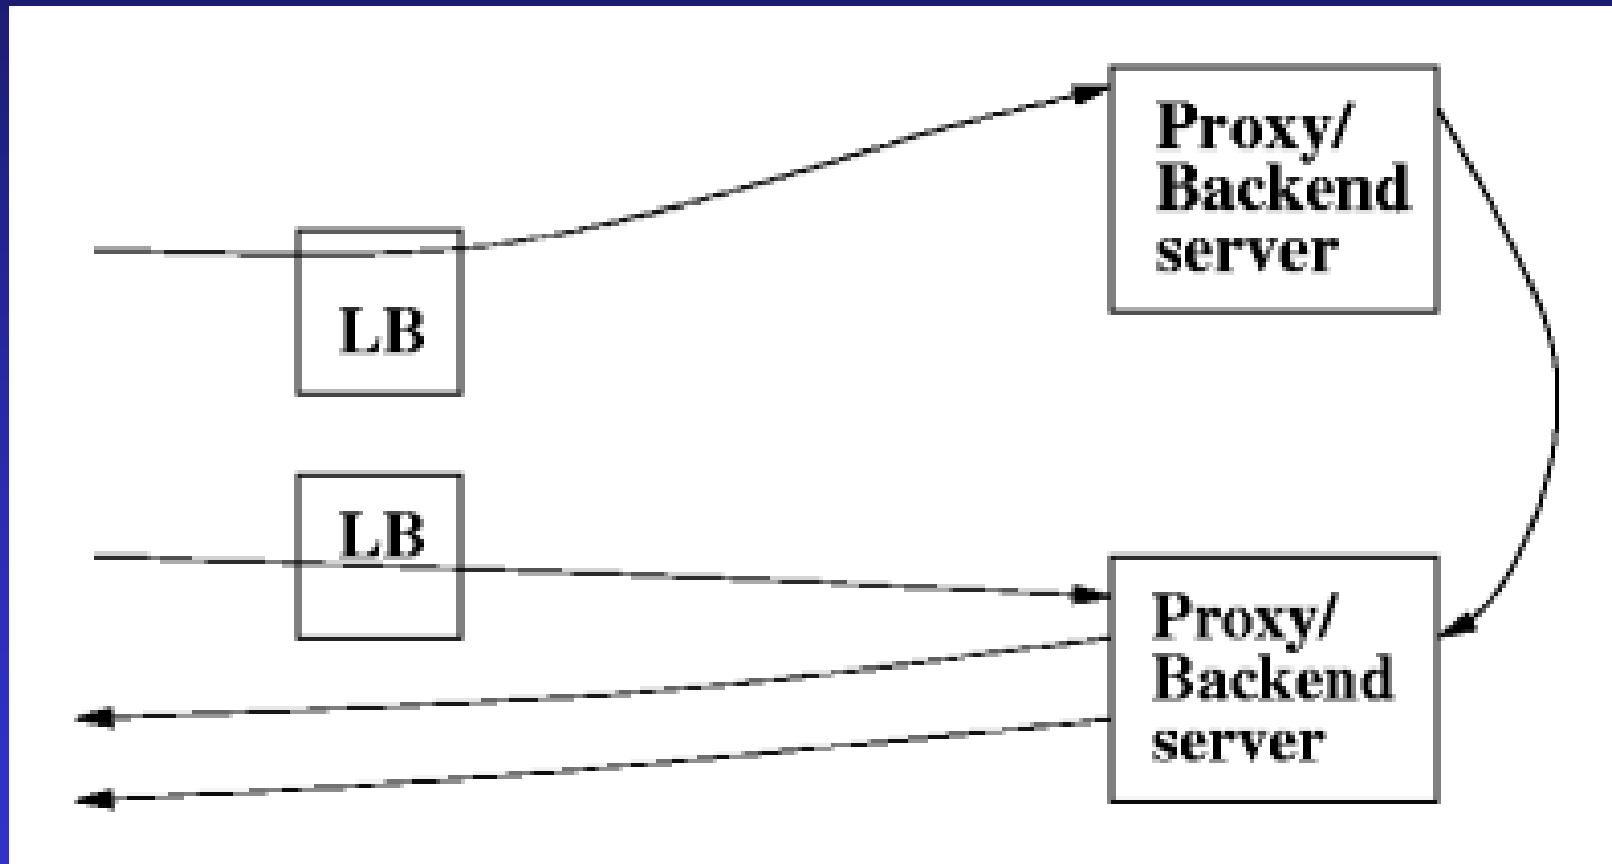 Proxy/
Backend
server
LB
LB
Proxy/
Backend
server